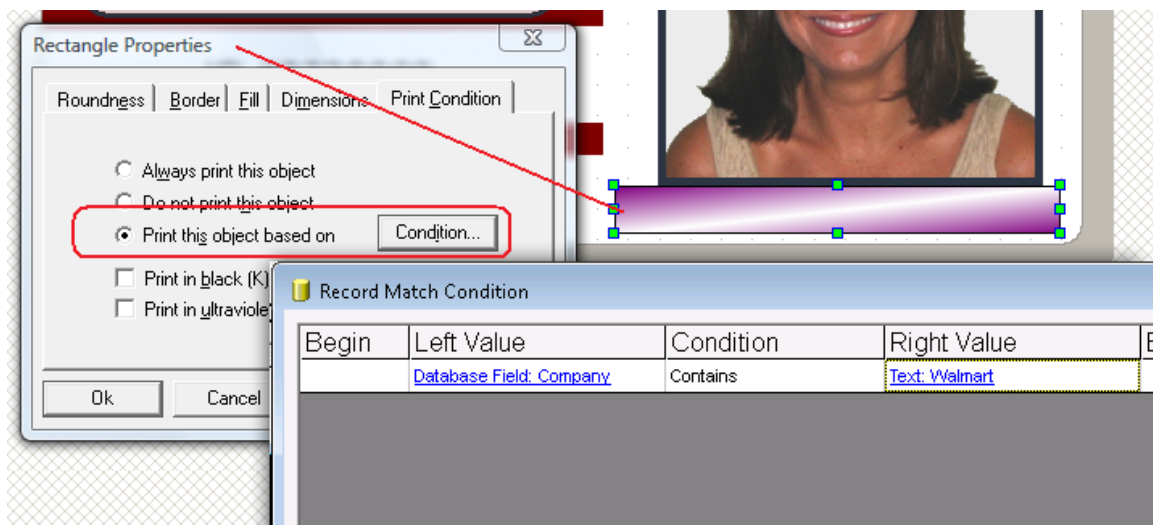 Rectangle Properties
Roundness Border Fill Dimensions Print Condition
Always print this object
Do not print this object
Print this object based on Condition...
Print in black (K)
Print in
Ok Cancel
Record Match Condition
Begin Left Value Condition Right Value
Database Field: Company Contains Text: Walmart